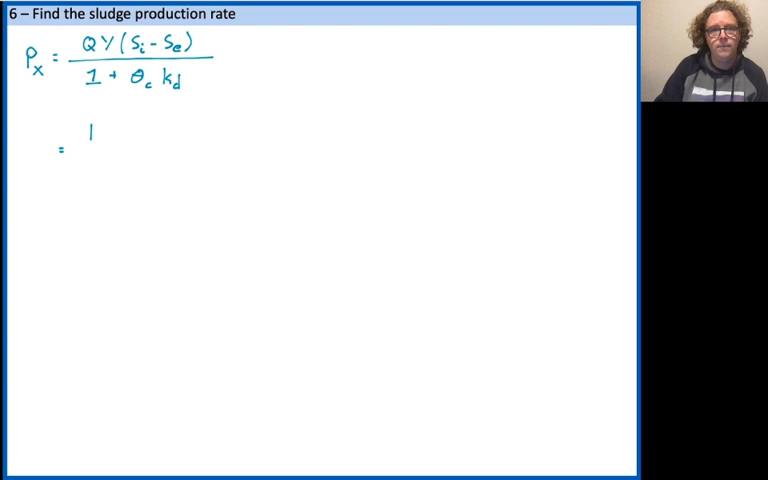 6 – Find the sludge production rate
Px = QY(Si - Se)
1 + θc kd
= 1